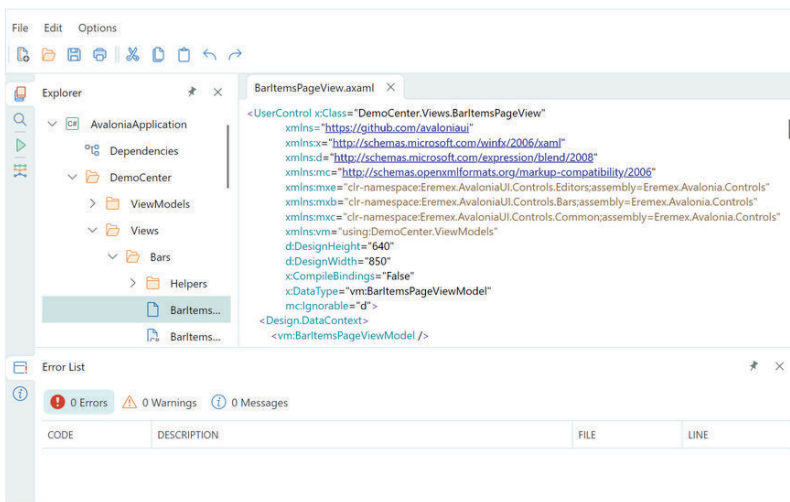 File Edit Options
Explorer
C# AvaloniaApplication
Dependencies
DemoCenter
ViewModels
Views
Bars
Helpers
BarItems...
BarItems...
BarItemsPageView.axaml
<UserControl x:Class="DemoCenter.Views.BarItemsPageView"
xmlns="https://github.com/avaloniaui"
xmlns:x="http://schemas.microsoft.com/winfx/2006/xaml"
xmlns:d="http://schemas.microsoft.com/expression/blend/2008"
xmlns:mc="http://schemas.openxmlformats.org/markup-compatibility/2006"
xmlns:mxe="clr-namespace:Eremex.AvaloniaUI.Controls.Editors;assembly=Eremex.Avalonia.Controls"
xmlns:mxb="clr-namespace:Eremex.AvaloniaUI.Controls.Bars;assembly=Eremex.Avalonia.Controls"
xmlns:mxc="clr-namespace:Eremex.AvaloniaUI.Controls.Common;assembly=Eremex.Avalonia.Controls"
xmlns:vm="using:DemoCenter.ViewModels"
d:DesignHeight="640"
d:DesignWidth="850"
x:CompileBindings="False"
x:DataType="vm:BarItemsPageViewModel"
mc:Ignorable="d">
<Design.DataContext>
<vm:BarItemsPageViewModel />
Error List
0 Errors 0 Warnings 0 Messages
CODE DESCRIPTION FILE LINE